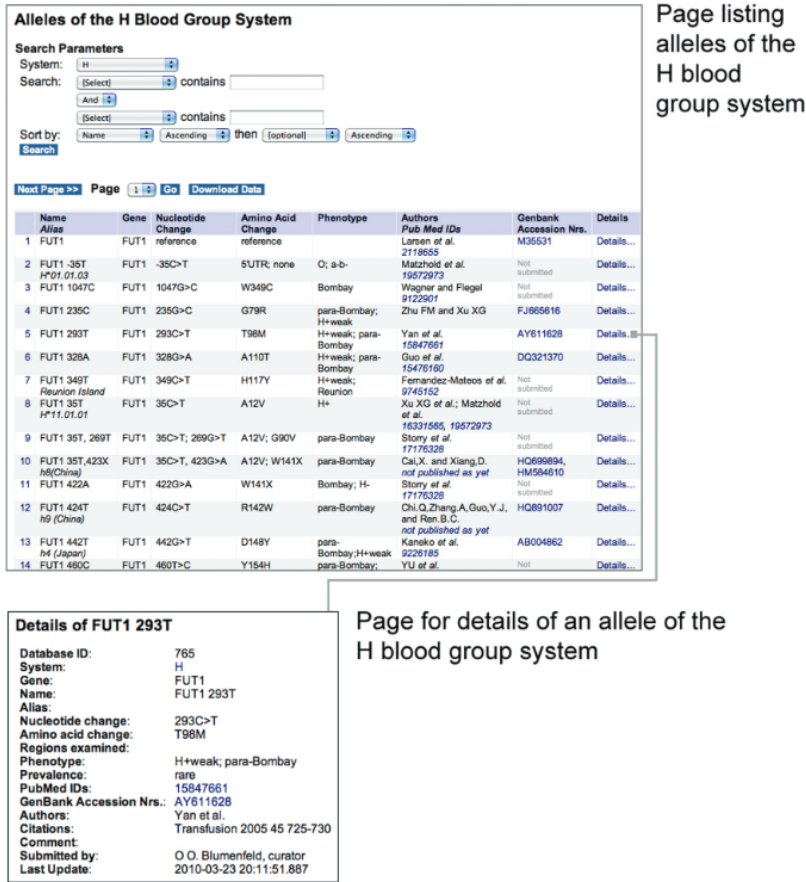 Alleles of the H Blood Group System
Page listing
alleles of the
H blood
group system
Search Parameters
System: H
Search: [Select] contains
And
[Select] contains
Sort by: Name Ascending then [optional] Ascending
Search
Next Page >> Page 1 Go Download Data
Name Gene Nucleotide Amino Acid Phenotype Authors Genbank Details
Alias Change Change Pub Med IDs Accession Nrs.
1 FUT1 FUT1 reference reference Larsen et al. M35531 Details...
2118655
2 FUT1 -35T FUT1 -35C>T 5'UTR; none O; a-b- Matzhold et al. Not Details...
H*01.01.03 19572973 submitted
3 FUT1 1047C FUT1 1047G>C W349C Bombay Wagner and Flegel Not Details...
9122901 submitted
4 FUT1 235C FUT1 235G>C G79R para-Bombay; Zhu FM and Xu XG FJ665616 Details...
H+weak
5 FUT1 293T FUT1 293C>T T98M H+weak; para- Yan et al. AY611628 Details.
Bombay 15847661
6 FUT1 328A FUT1 328G>A A110T H+weak; para- Guo et al. DQ321370 Details...
Bombay 15476160
7 FUT1 349T FUT1 349C>T H117Y H+weak; Fernandez-Mateos et al. Not Details...
Reunion Island Reunion 9745152 submitted
8 FUT1 35T FUT1 35C>T A12V H+ Xu XG et al.; Matzhold Not Details...
H*11.01.01 et al. submitted
16331565, 19572973
9 FUT1 35T, 269T FUT1 35C>T; 269G>T A12V; G90V para-Bombay Storry et al. Not Details...
17176328 submitted
10 FUT1 35T,423X FUT1 35C>T, 423G>A A12V; W141X para-Bombay Cai,X. and Xiang,D. HQ699894, Details...
h8(China) not published as yet HM584610
11 FUT1 422A FUT1 422G>A W141X Bombay; H- Storry et al. Not Details...
17176328 submitted
12 FUT1 424T FUT1 424C>T R142W para-Bombay Chi.Q,Zhang.A,Guo,Y.J, HQ891007 Details...
h9 (China) and Ren.B.C.
not published as yet
13 FUT1 442T FUT1 442G>T D148Y para- Kaneko et al. AB004862 Details...
h4 (Japan) Bombay;H+weak 9226185
14 FUT1 460C FUT1 460T>C Y154H para-Bombay; YU et al. Not Details...
Page for details of an allele of the
H blood group system
Details of FUT1 293T
Database ID: 765
System: H
Gene: FUT1
Name: FUT1 293T
Alias:
Nucleotide change: 293C>T
Amino acid change: T98M
Regions examined:
Phenotype: H+weak; para-Bombay
Prevalence: rare
PubMed IDs: 15847661
GenBank Accession Nrs.: AY611628
Authors: Yan et al.
Citations: Transfusion 2005 45 725-730
Comment:
Submitted by: O O. Blumenfeld, curator
Last Update: 2010-03-23 20:11:51.887